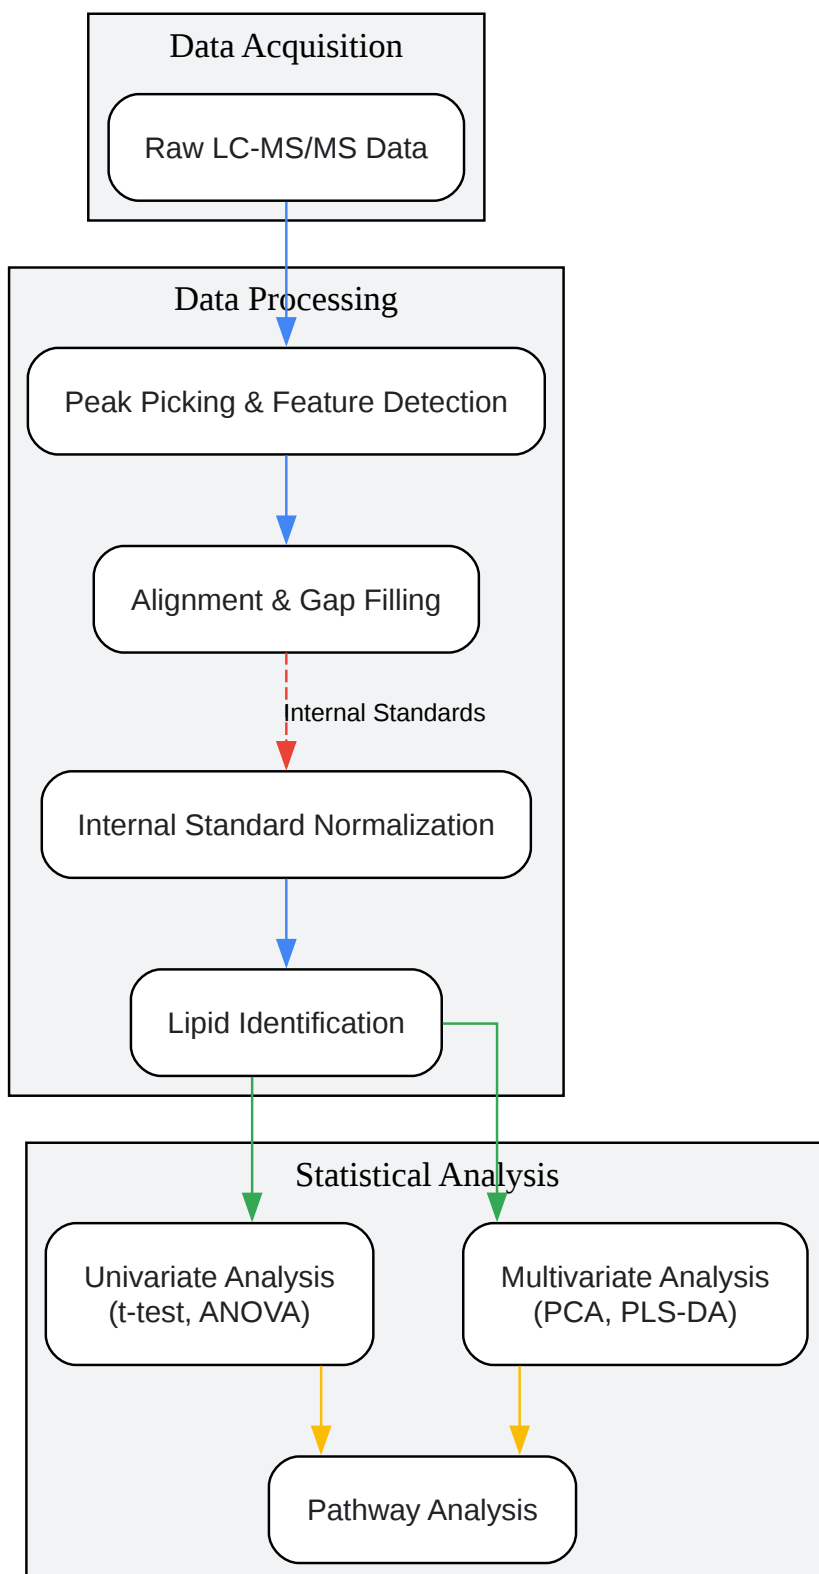 Data Acquisition
Raw LC-MS/MS Data
Data Processing
Peak Picking & Feature Detection
Alignment & Gap Filling
Internal Standards
Internal Standard Normalization
Lipid Identification
Statistical Analysis
Univariate Analysis
(t-test, ANOVA)
Multivariate Analysis
(PCA, PLS-DA)
Pathway Analysis